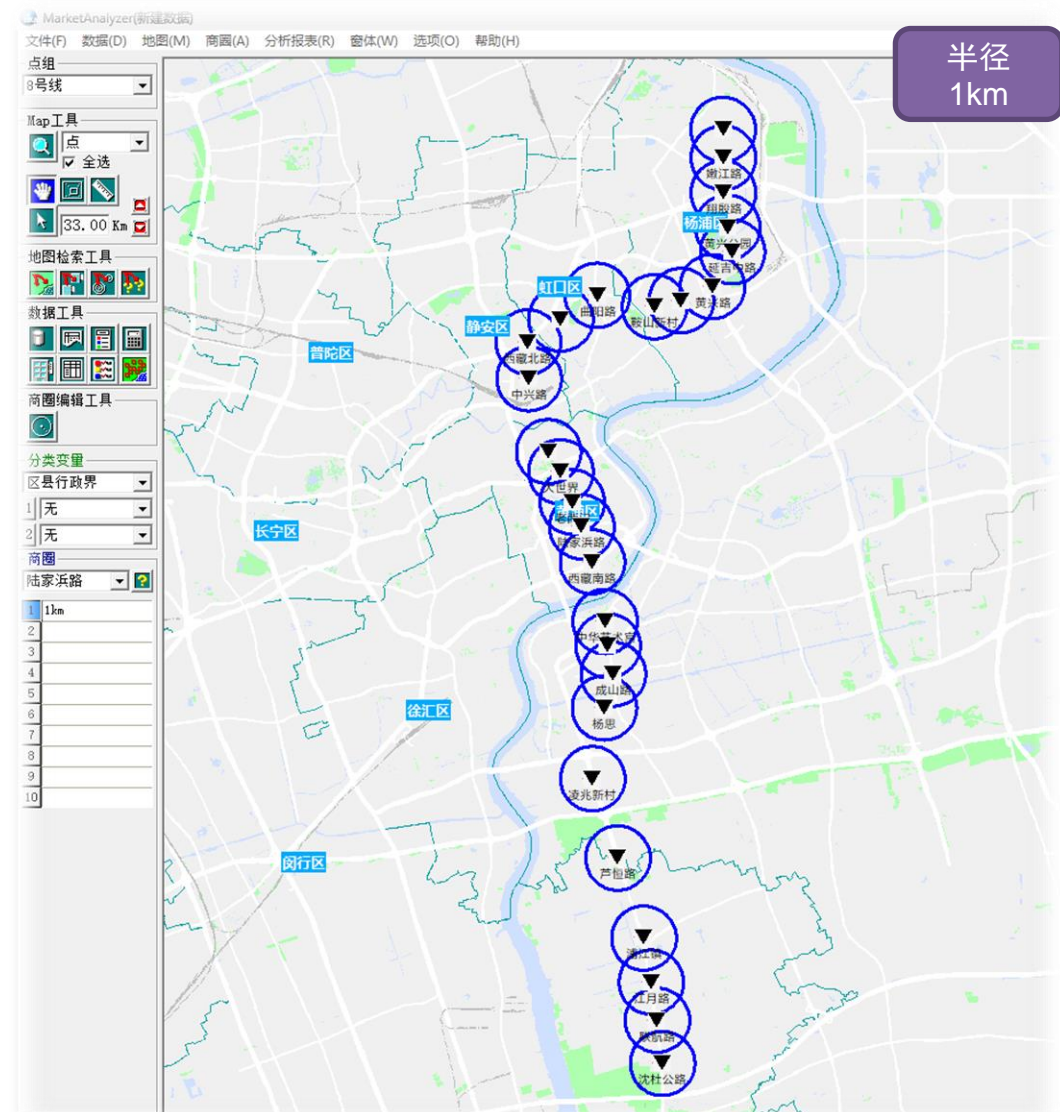 MarketAnalyzer(新建数据)
文件(F) 数据(D) 地图(M) 商圈(A) 分析报表(R) 窗体(W) 选项(O) 帮助(H)
半径
1km
点组
8号线
Map工具
点
全选
33.00 Km
地图检索工具
数据工具
商圈编辑工具
分类变量
区县行政界
1 无
2 无
商圈
陆家浜路
1 1km
2
3
4
5
6
7
8
9
10
嫩江路
翔殷路
杨浦区
黄兴公园
延吉中路
黄兴路
鞍山新村
虹口区
曲阳路
静安区
西藏北路
普陀区
中兴路
大世界
长宁区
陆家浜路
西藏南路
中华艺术宫
成山路
徐汇区
杨思
凌兆新村
闵行区
芦恒路
浦江镇
江月路
联航路
沈杜公路